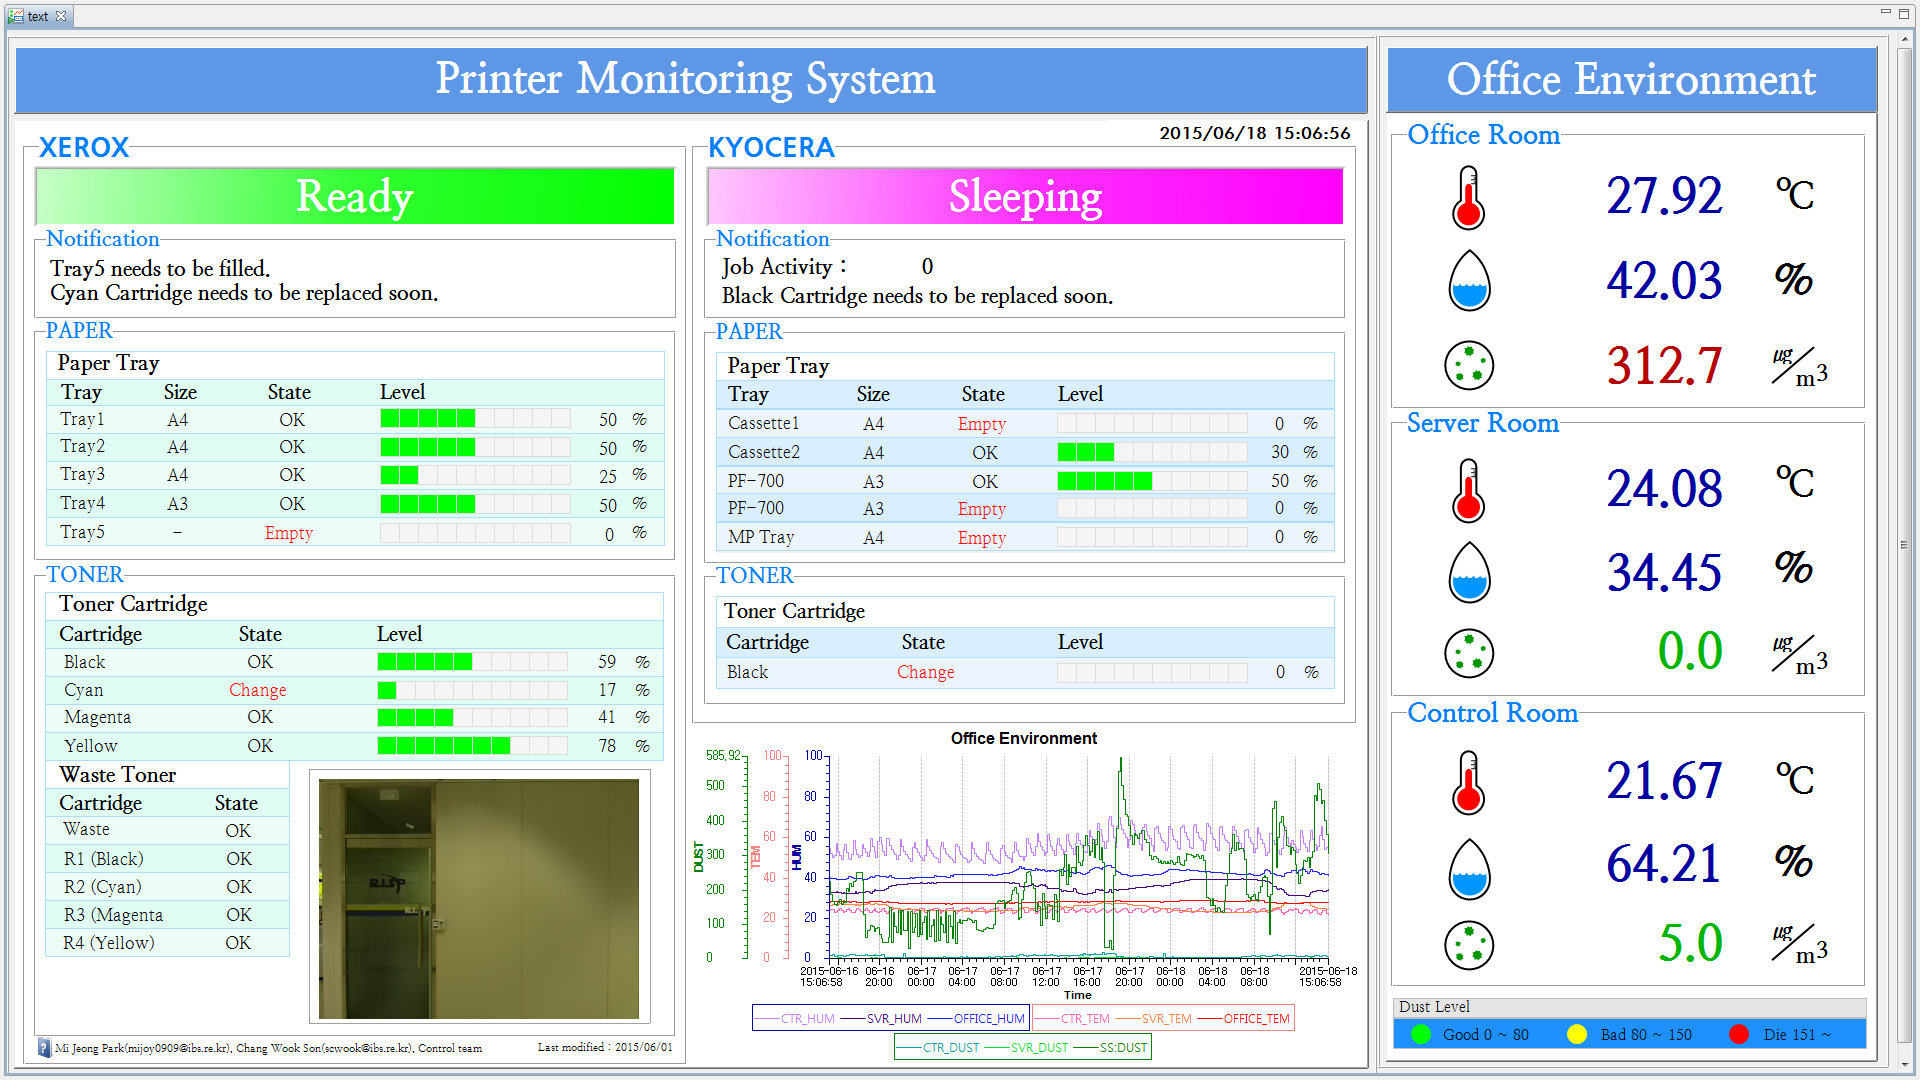 text
Printer Monitoring System
2015/06/18 15:06:56
XEROX
Ready
Notification
Tray5 needs to be filled.
Cyan Cartridge needs to be replaced soon.
PAPER
Paper Tray
Tray Size State Level
Tray1 A4 OK 50 %
Tray2 A4 OK 50 %
Tray3 A4 OK 25 %
Tray4 A3 OK 50 %
Tray5 - Empty 0 %
TONER
Toner Cartridge
Cartridge State Level
Black OK 59 %
Cyan Change 17 %
Magenta OK 41 %
Yellow OK 78 %
Waste Toner
Cartridge State
Waste OK
R1 (Black) OK
R2 (Cyan) OK
R3 (Magenta OK
R4 (Yellow) OK
RISP
Mi Jeong Park(mijoy0909@ibs.re.kr), Chang Wook Son(scwook@ibs.re.kr), Control team
Last modified : 2015/06/01
KYOCERA
Sleeping
Notification
Job Activity : 0
Black Cartridge needs to be replaced soon.
PAPER
Paper Tray
Tray Size State Level
Cassette1 A4 Empty 0 %
Cassette2 A4 OK 30 %
PF-700 A3 OK 50 %
PF-700 A3 Empty 0 %
MP Tray A4 Empty 0 %
TONER
Toner Cartridge
Cartridge State Level
Black Change 0 %
Office Environment
585,92 100 100
500 80 80
400 60 60
300 40 40
200 20 20
100
0 0 0
DUST TEM HUM
2015-06-16 06-16 06-17 06-17 06-17 06-17 06-17 06-18 06-18 06-18 2015-06-18
15:06:58 20:00 00:00 04:00 08:00 12:00 16:00 20:00 00:00 04:00 08:00 15:06:58
Time
CTR_HUM SVR_HUM OFFICE_HUM CTR_TEM SVR_TEM OFFICE_TEM
CTR_DUST SVR_DUST SS:DUST
Office Environment
Office Room
27.92 ℃
42.03 %
312.7 μg/m3
Server Room
24.08 ℃
34.45 %
0.0 μg/m3
Control Room
21.67 ℃
64.21 %
5.0 μg/m3
Dust Level
Good 0 ~ 80 Bad 80 ~ 150 Die 151 ~